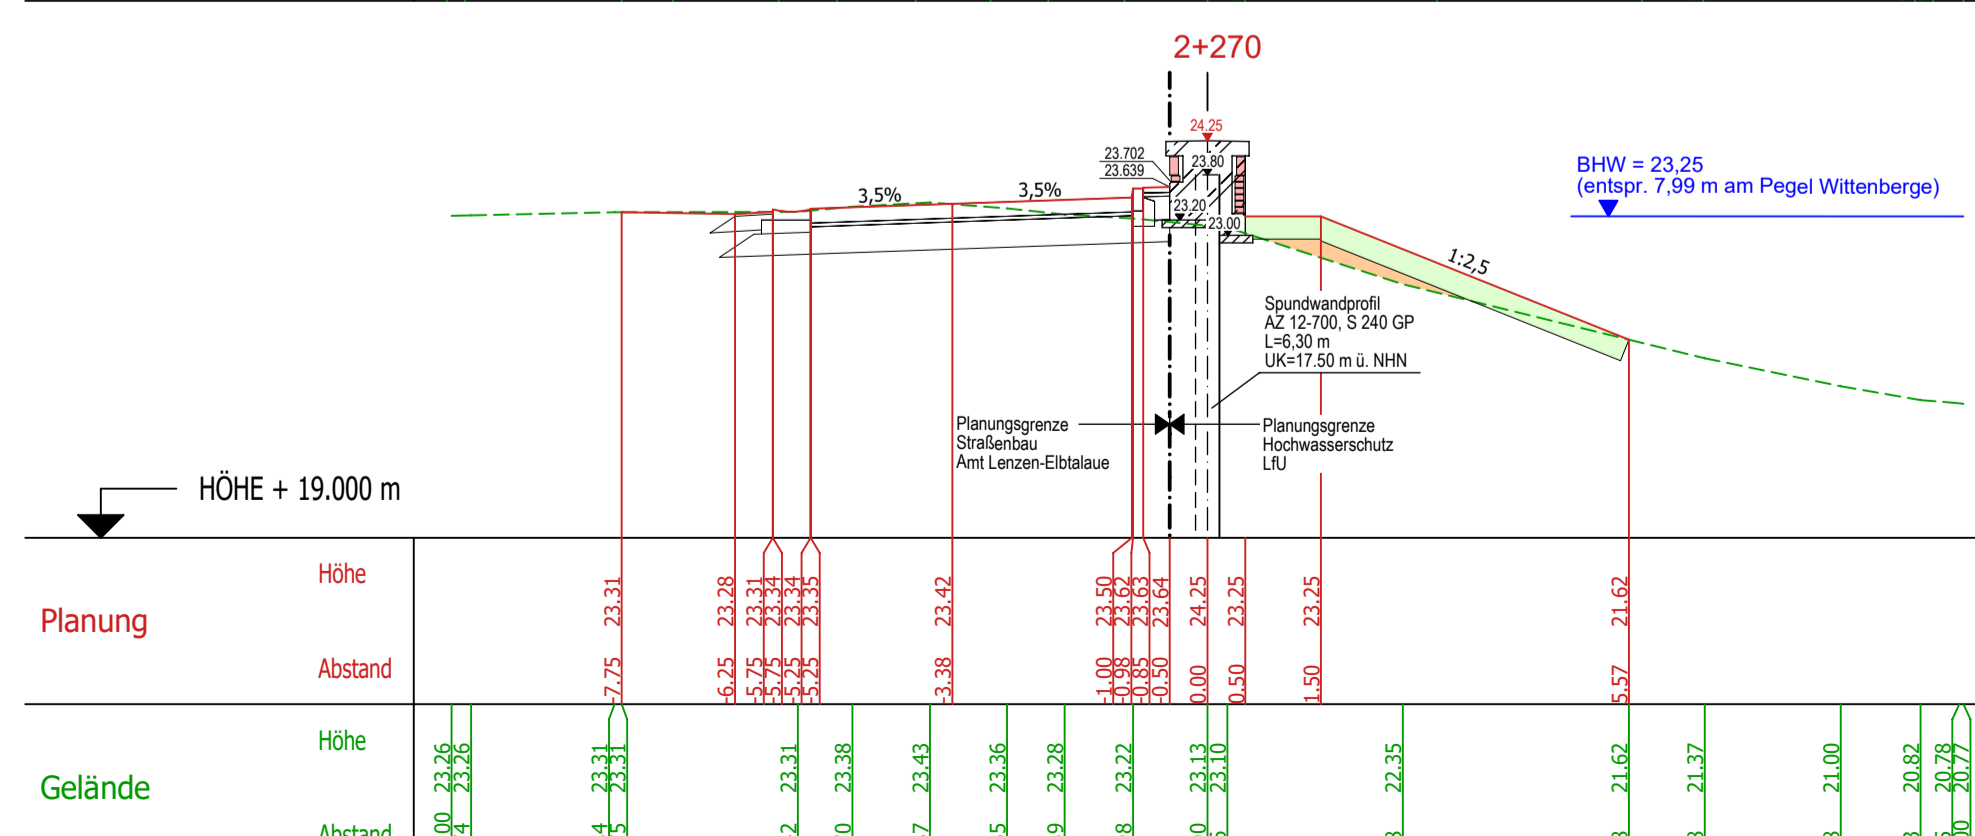 2+270
24.25
23.702
23.639
23.80
23.20
23.00
3,5%
3,5%
BHW = 23,25
(entspr. 7,99 m am Pegel Wittenberge)
1:2,5
Spundwandprofil
AZ 12-700, S 240 GP
L=6,30 m
UK=17.50 m ü. NHN
Planungsgrenze
Straßenbau
Amt Lenzen-Elbtalaue
Planungsgrenze
Hochwasserschutz
LfU
HÖHE + 19.000 m
Planung
Höhe
23.31 23.28 23.31 23.34 23.34 23.35 23.42 23.50 23.62 23.63 23.64 24.25 23.25 23.25 21.62
Abstand
-7.75 -6.25 -5.75 -5.75 -5.25 -5.25 -3.38 -1.00 -0.98 -0.85 -0.50 0.00 0.50 1.50 5.57
Gelände
Höhe
23.26 23.26 23.31 23.31 23.31 23.38 23.43 23.36 23.28 23.22 23.13 23.10 22.35 21.62 21.37 21.00 20.82 20.78 20.77
Abstand